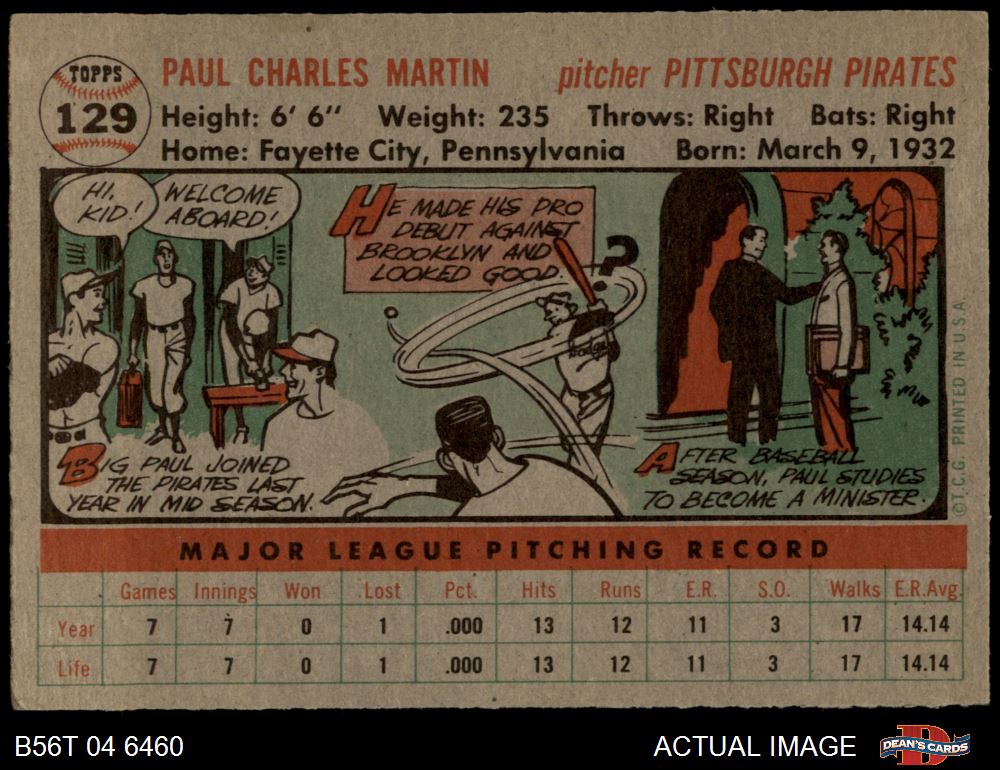 TOPPS
129
PAUL CHARLES MARTIN pitcher PITTSBURGH PIRATES
Height: 6' 6" Weight: 235 Throws: Right Bats: Right
Home: Fayette City, Pennsylvania Born: March 9, 1932
HI, KID!
WELCOME
ABOARD!
BIG PAUL JOINED
THE PIRATES LAST
YEAR IN MID SEASON.
HE MADE HIS PRO
DEBUT AGAINST
BROOKLYN AND
LOOKED GOOD.
?
Dodgers
AFTER BASEBALL
SEASON, PAUL STUDIES
TO BECOME A MINISTER.
© T.C.G. PRINTED IN U.S.A.
MAJOR LEAGUE PITCHING RECORD
Games Innings Won Lost Pct. Hits Runs E.R. S.O. Walks E.R.Avg.
Year 7 7 0 1 .000 13 12 11 3 17 14.14
Life 7 7 0 1 .000 13 12 11 3 17 14.14
B56T 04 6460 ACTUAL IMAGE D DEAN'S CARDS